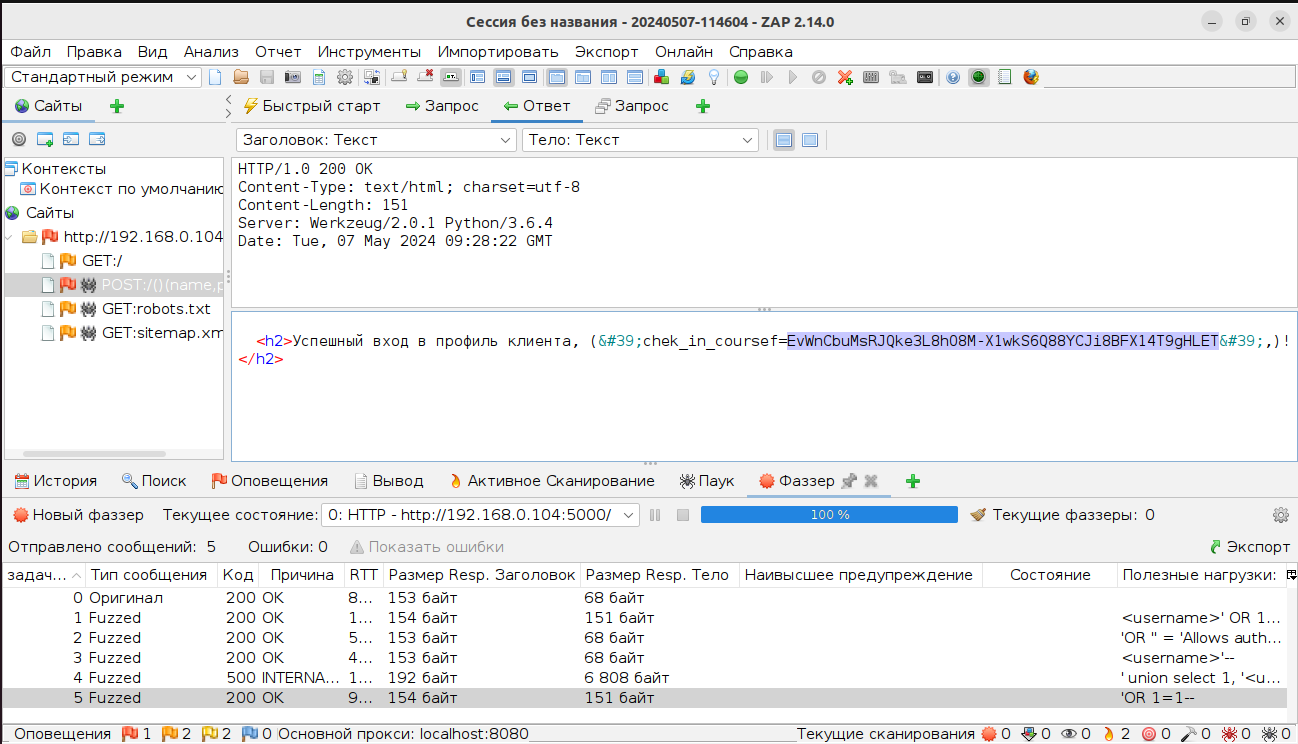 Сессия без названия - 20240507-114604 - ZAP 2.14.0
Файл Правка Вид Анализ Отчет Инструменты Импортировать Экспорт Онлайн Справка
Стандартный режим
Сайты
Быстрый старт Запрос Ответ Запрос
Заголовок: Текст Тело: Текст
Контексты
Контекст по умолчанию
Сайты
http://192.168.0.104
GET:/
POST:/()(name,p
GET:robots.txt
GET:sitemap.xm
HTTP/1.0 200 OK
Content-Type: text/html; charset=utf-8
Content-Length: 151
Server: Werkzeug/2.0.1 Python/3.6.4
Date: Tue, 07 May 2024 09:28:22 GMT
<h2>Успешный вход в профиль клиента, (&#39;chek_in_coursef=EvWnCbuMsRJQke3L8hO8M-X1wkS6Q88YCJi8BFX14T9gHLET&#39;,)!
</h2>
История Поиск Оповещения Вывод Активное Сканирование Паук Фаззер
Новый фаззер Текущее состояние: 0: HTTP - http://192.168.0.104:5000/ 100 % Текущие фаззеры: 0
Отправлено сообщений: 5 Ошибки: 0 Показать ошибки Экспорт
задач... Тип сообщения Код Причина RTT Размер Resp. Заголовок Размер Resp. Тело Наивысшее предупреждение Состояние Полезные нагрузки:
0 Оригинал 200 OK 8... 153 байт 68 байт
1 Fuzzed 200 OK 1... 154 байт 151 байт <username>' OR 1...
2 Fuzzed 200 OK 5... 153 байт 68 байт 'OR '' = 'Allows auth...
3 Fuzzed 200 OK 4... 153 байт 68 байт <username>'--
4 Fuzzed 500 INTERNA... 1... 192 байт 6 808 байт ' union select 1, '<u...
5 Fuzzed 200 OK 9... 154 байт 151 байт 'OR 1=1--
Оповещения 1 2 2 0 Основной прокси: localhost:8080 Текущие сканирования 0 0 0 2 0 0 0 0